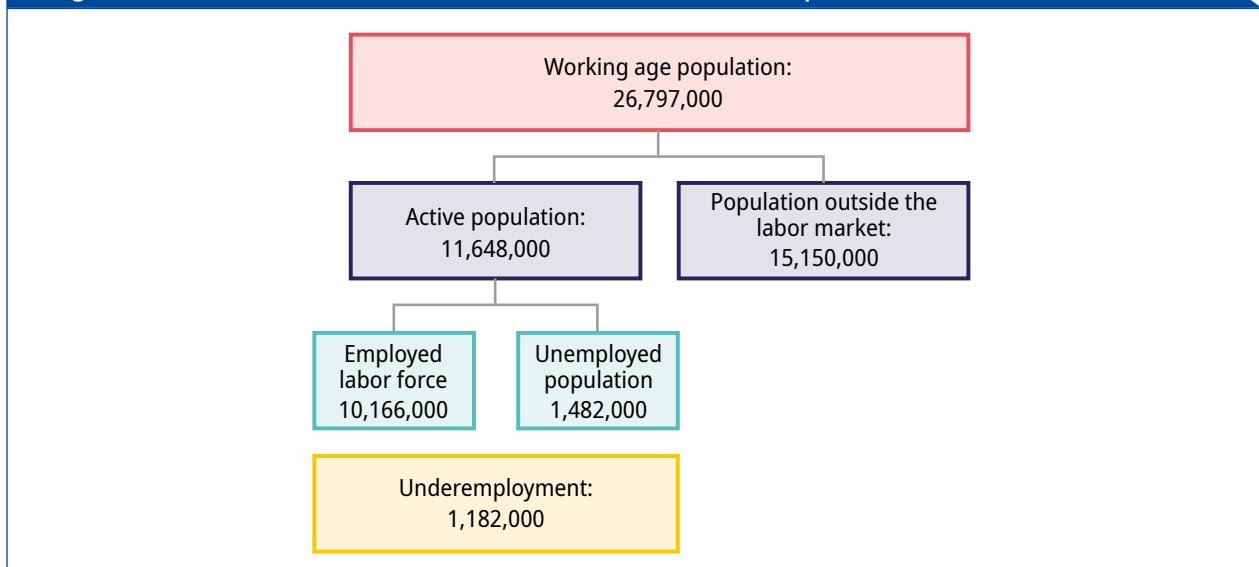 Working age population:
26,797,000
Active population:
11,648,000
Population outside the
labor market:
15,150,000
Employed
labor force
10,166,000
Unemployed
population
1,482,000
Underemployment:
1,182,000